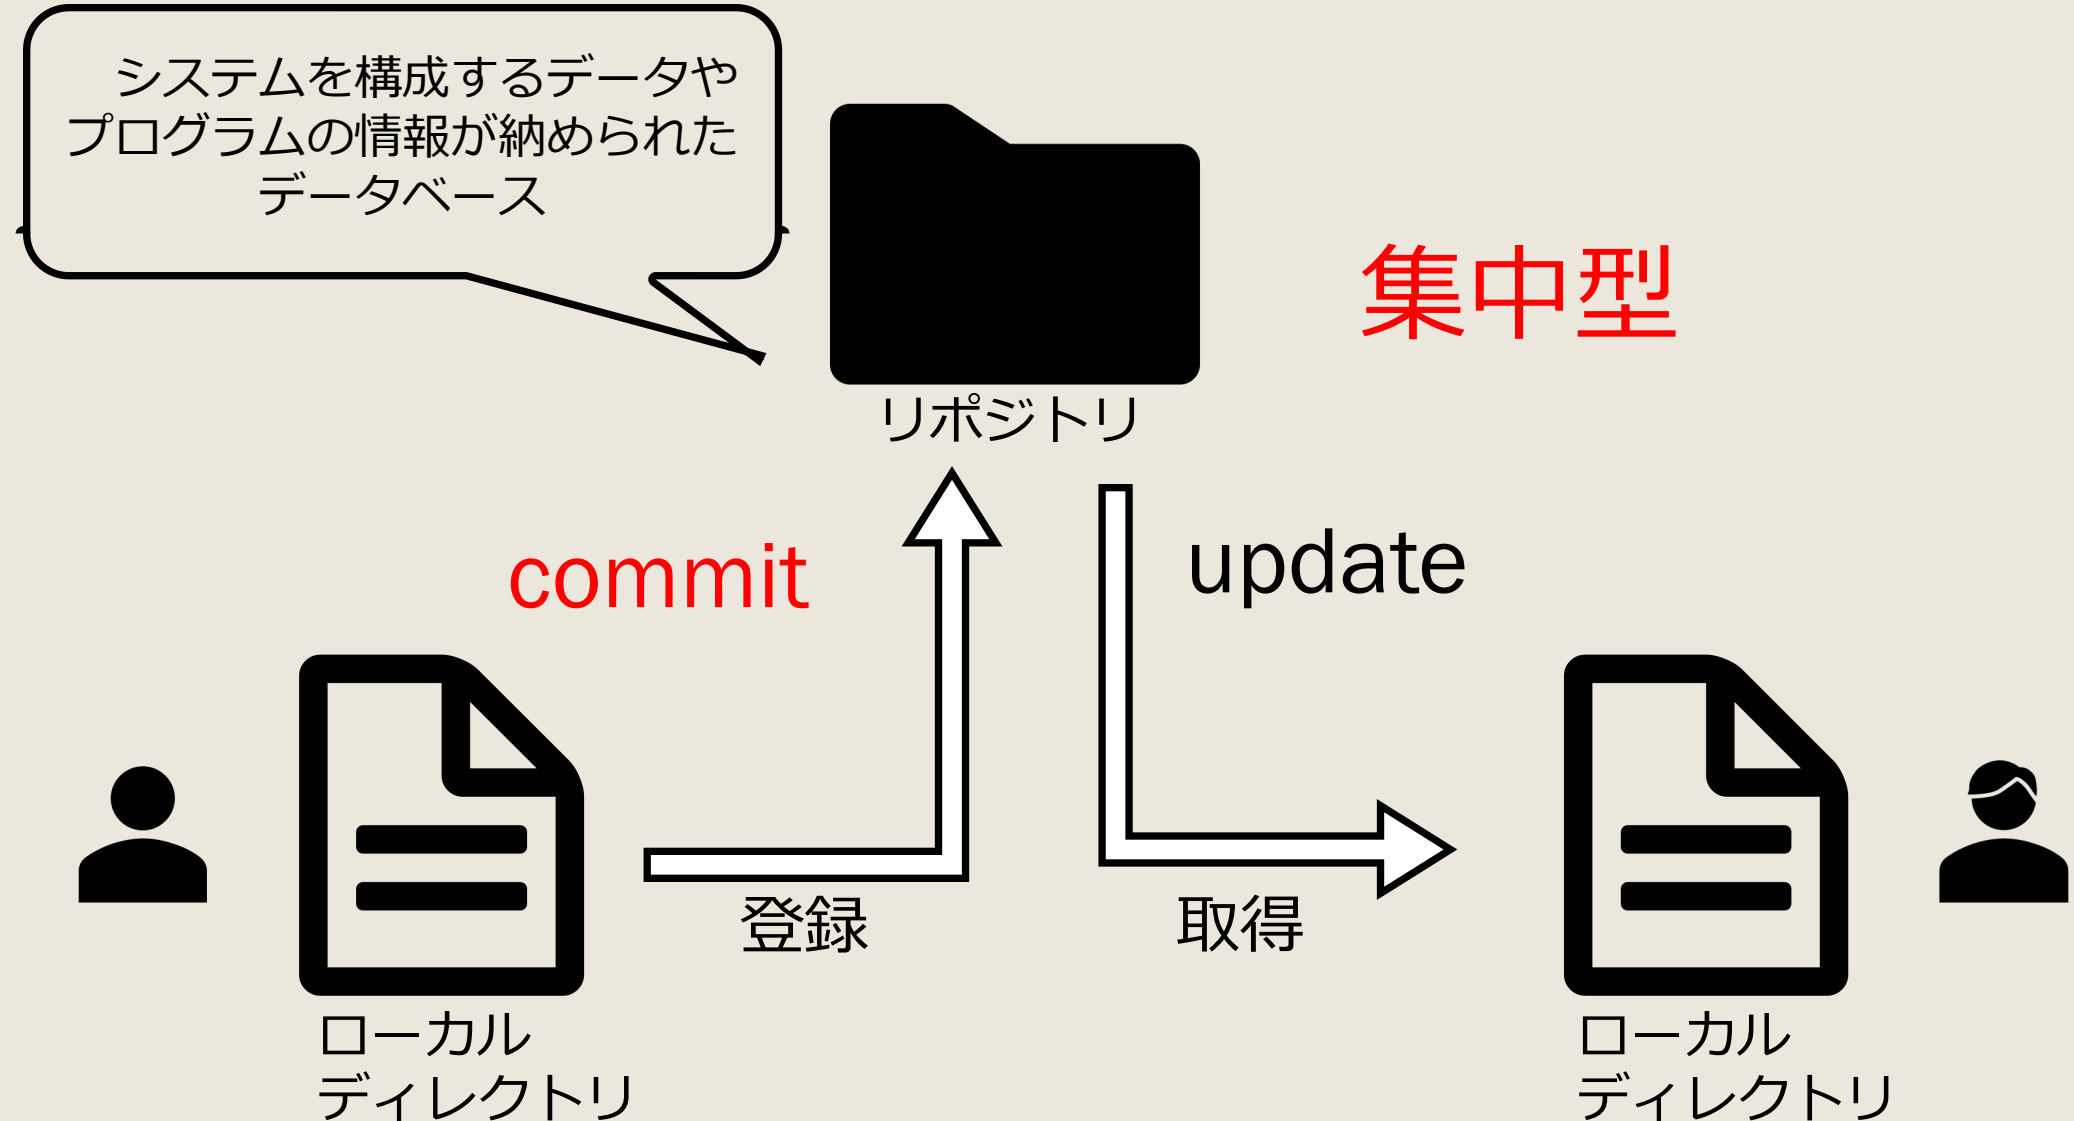 システムを構成するデータや
プログラムの情報が納められた
データベース
集中型
リポジトリ
commit
update
登録
取得
ローカル
ディレクトリ
ローカル
ディレクトリ